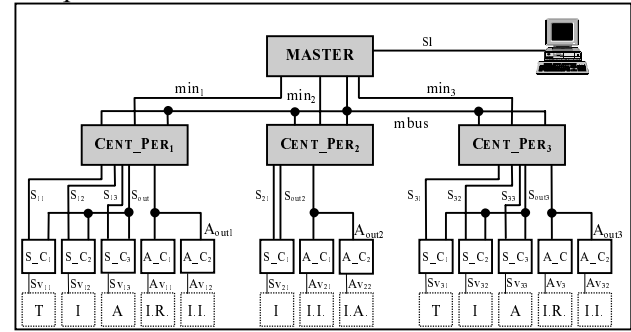 MASTER
Sl
min1 min2 min3
mbus
CENT_PER1 CENT_PER2 CENT_PER3
S11 S12 S13 Sout S21 Sout2 S31 S32 S33 Sout3
Aout1 Aout2 Aout3
S_C1 S_C2 S_C3 A_C1 A_C2 S_C1 A_C1 A_C2 S_C1 S_C2 S_C3 A_C A_C2
Sv11 Sv12 Sv13 Av11 Av12 Sv21 Av21 Av22 Sv31 Sv32 Sv33 Av3 Av32
T I A I.R. I.I. I I.I. I.A. T I A I.R. I.I.